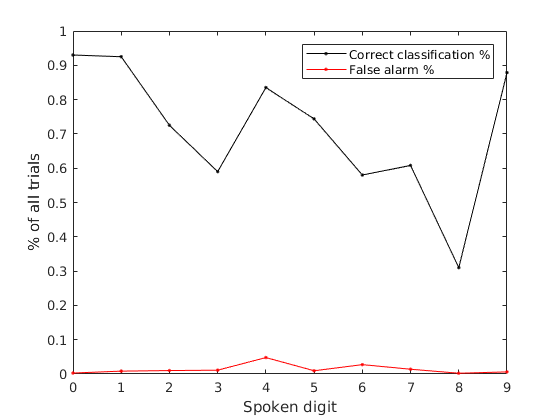 Correct classification %
False alarm %
% of all trials
1
0.9
0.8
0.7
0.6
0.5
0.4
0.3
0.2
0.1
0
0 1 2 3 4 5 6 7 8 9
Spoken digit